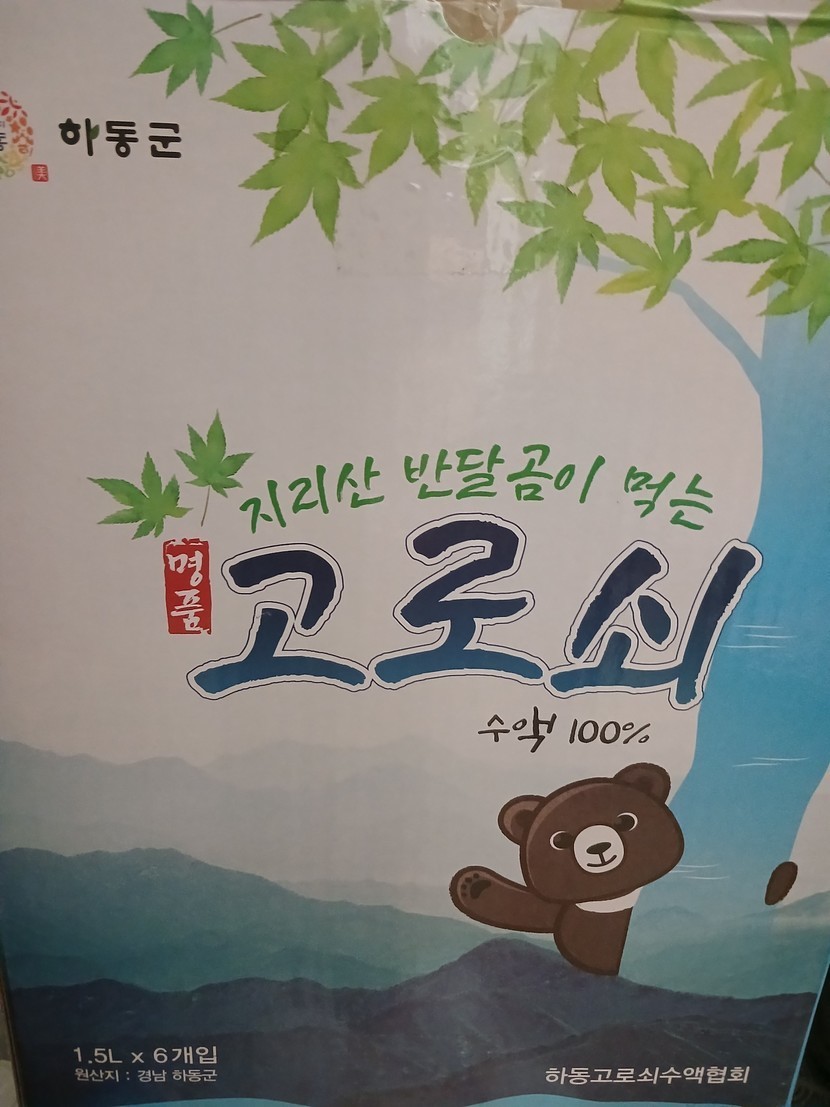 하동군
美
지리산 반달곰이 먹는
명품
고로쇠
수액 100%
1.5L x 6개입
원산지 : 경남 하동군
하동고로쇠수액협회